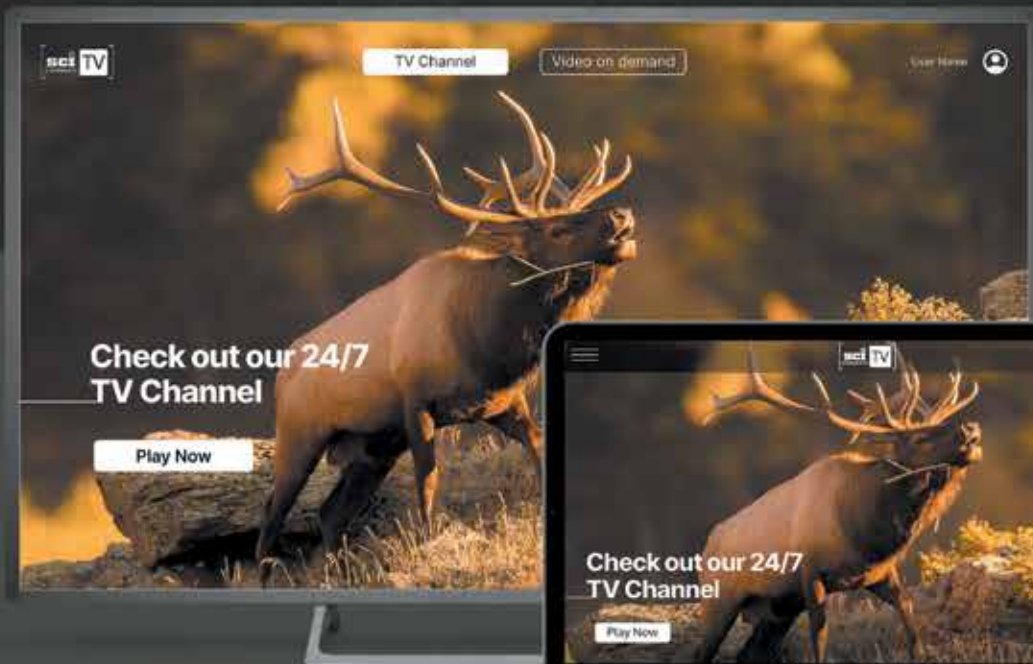 sci TV
TV Channel
Video on demand
User Name
Check out our 24/7
TV Channel
Play Now
sci TV
Check out our 24/7
TV Channel
Play Now